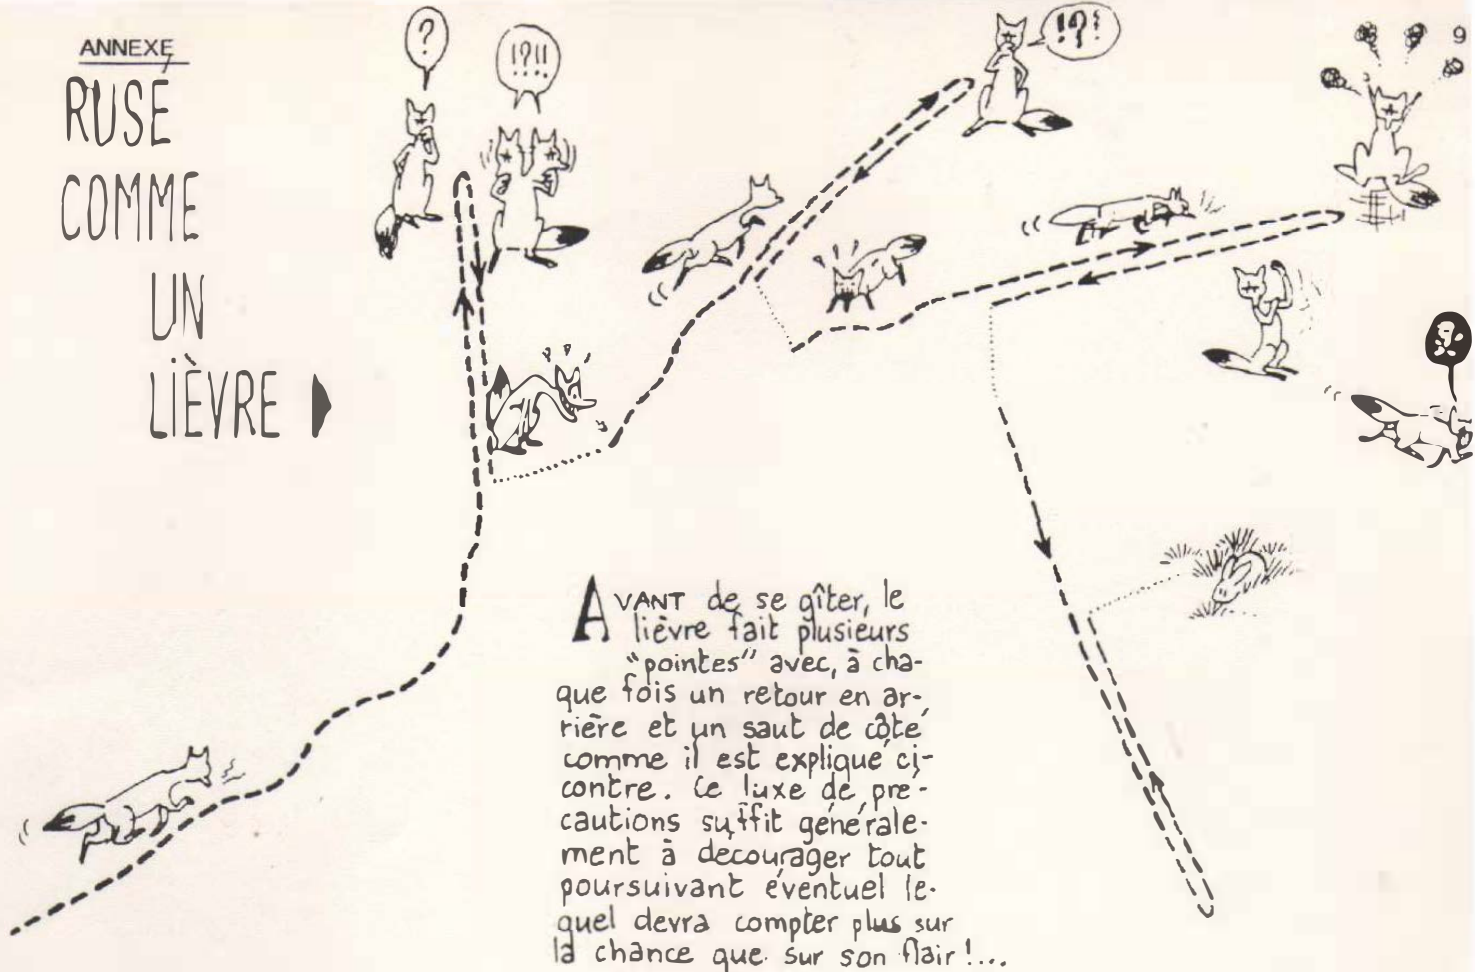 ANNEXE
9
RUSE
COMME
UN
LIÈVRE
?
!?!!
!?!
AVANT de se gîter, le
lièvre fait plusieurs
"pointes" avec, à cha-
que fois un retour en ar-
rière et un saut de côté
comme il est expliqué ci-
contre. Ce luxe de pré-
cautions suffit générale-
ment à décourager tout
poursuivant éventuel le-
quel devra compter plus sur
la chance que sur son flair !...